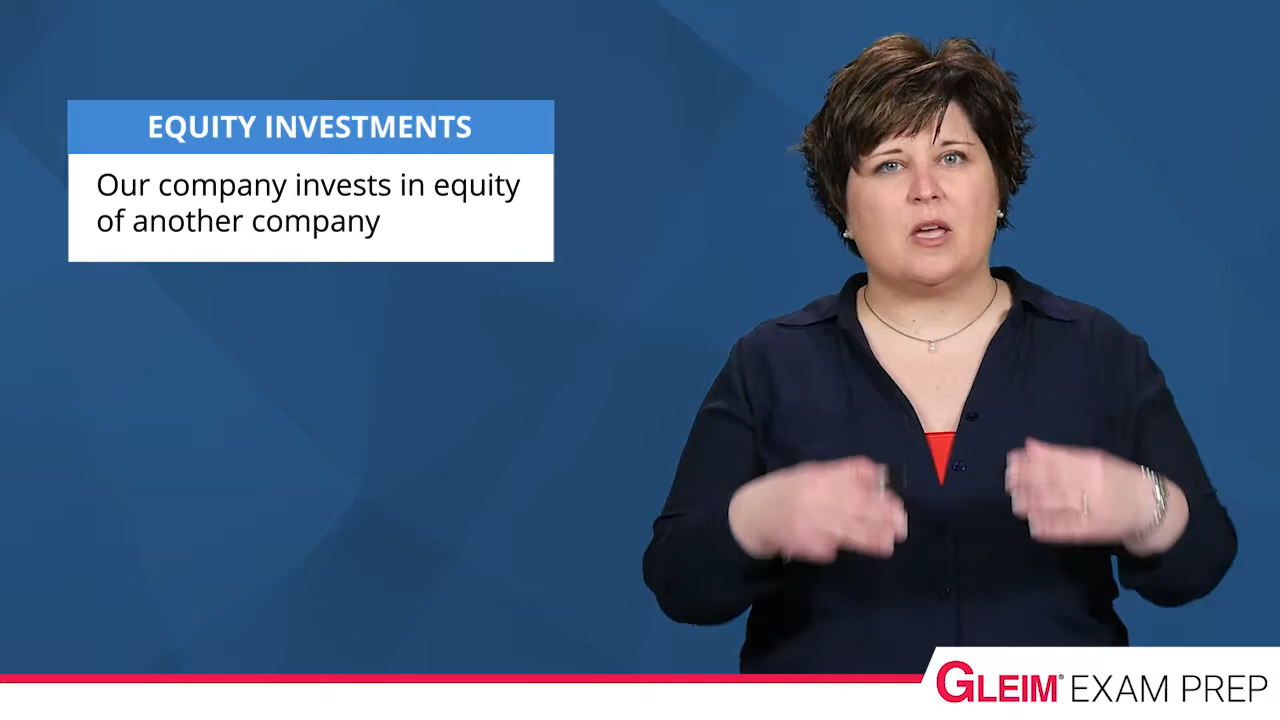 EQUITY INVESTMENTS
Our company invests in equity
of another company
GLEIM® EXAM PREP